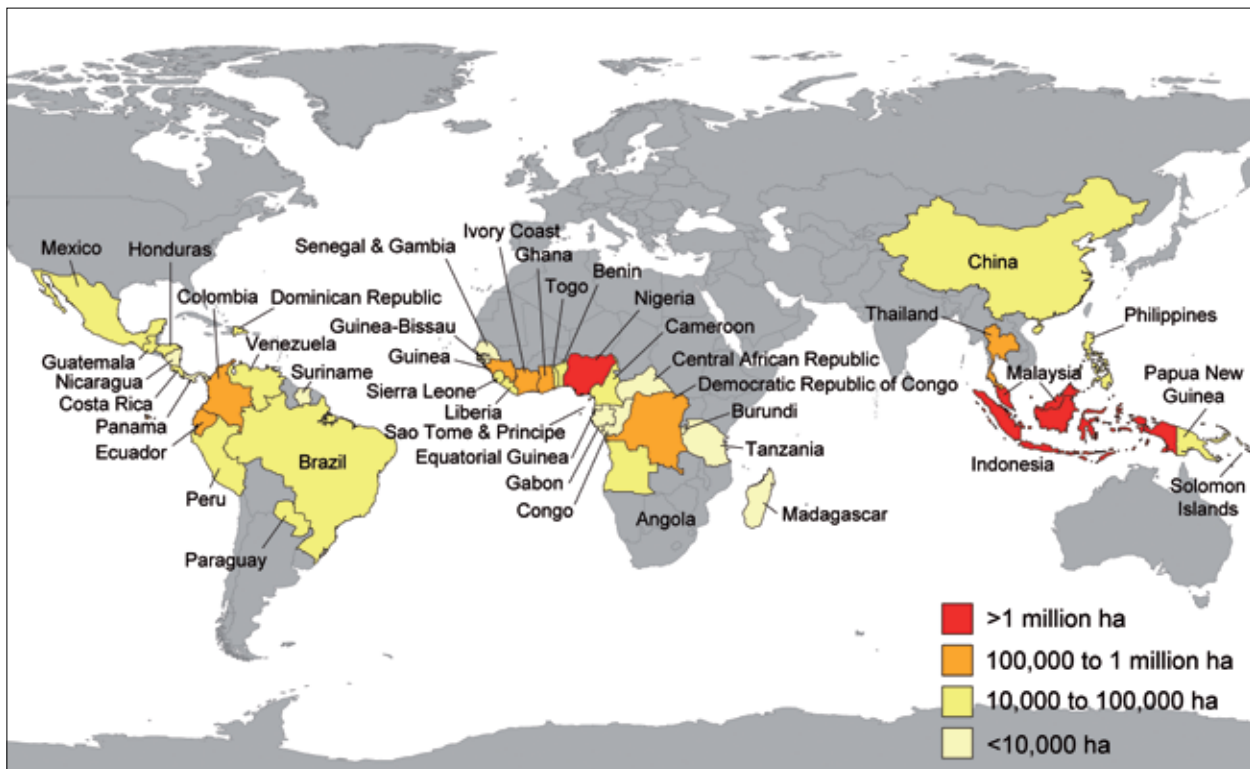 Mexico
Honduras
Colombia
Dominican Republic
Guatemala
Venezuela
Nicaragua
Suriname
Costa Rica
Panama
Ecuador
Brazil
Peru
Paraguay
Senegal & Gambia
Ivory Coast
Ghana
Togo
Benin
Nigeria
Guinea-Bissau
Cameroon
Guinea
Central African Republic
Sierra Leone
Democratic Republic of Congo
Liberia
Burundi
Sao Tome & Principe
Tanzania
Equatorial Guinea
Gabon
Congo
Angola
Madagascar
China
Thailand
Philippines
Malaysia
Papua New
Guinea
Indonesia
Solomon
Islands
>1 million ha
100,000 to 1 million ha
10,000 to 100,000 ha
<10,000 ha